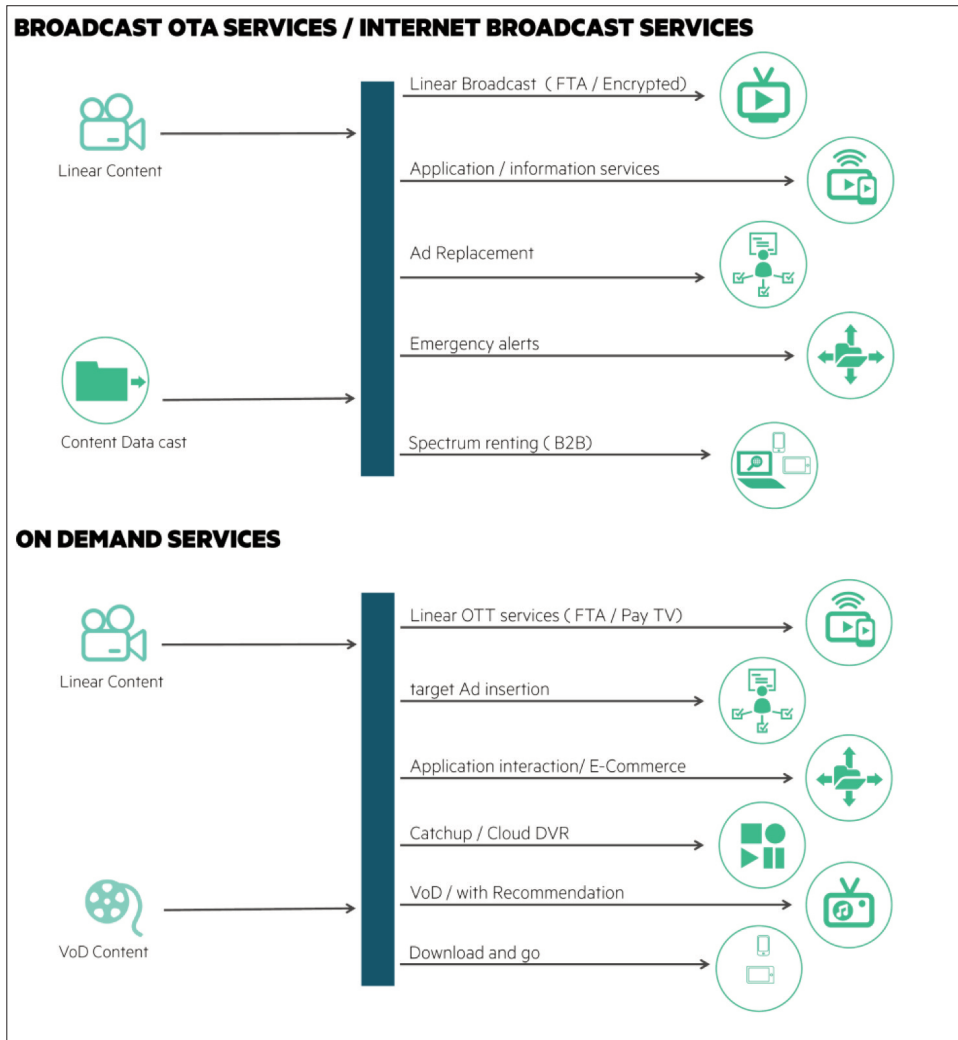 BROADCAST OTA SERVICES / INTERNET BROADCAST SERVICES
Linear Broadcast ( FTA / Encrypted)
Linear Content
Application / information services
Ad Replacement
Emergency alerts
Content Data cast
Spectrum renting ( B2B)
ON DEMAND SERVICES
Linear OTT services ( FTA / Pay TV)
Linear Content
target Ad insertion
Application interaction/ E-Commerce
Catchup / Cloud DVR
VoD / with Recommendation
VoD Content
Download and go